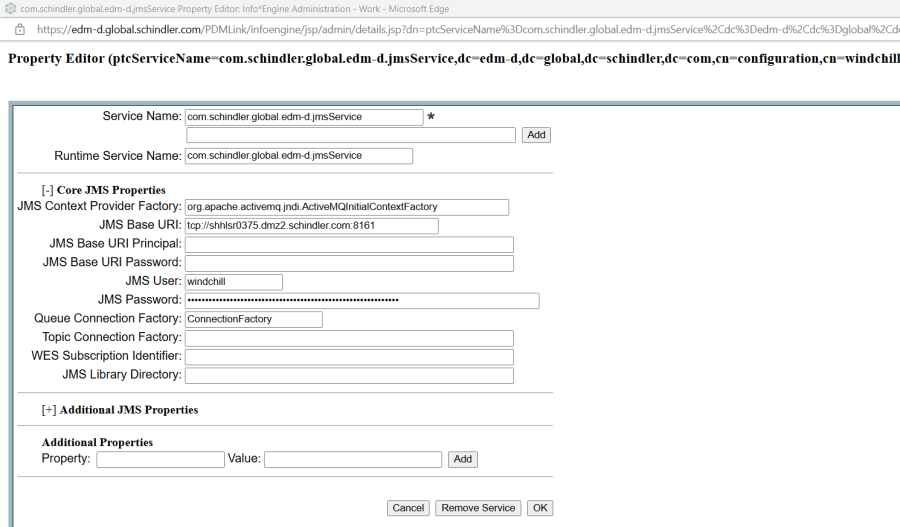 com.schindler.global.edm-d.jmsService Property Editor: Info*Engine Administration - Work - Microsoft Edge
https://edm-d.global.schindler.com/PDMLink/infoengine/jsp/admin/details.jsp?dn=ptcServiceName%3Dcom.schindler.global.edm-d.jmsService%2Cdc%3Dedm-d%2Cdc%3Dglobal%2Cd
Property Editor (ptcServiceName=com.schindler.global.edm-d.jmsService,dc=edm-d,dc=global,dc=schindler,dc=com,cn=configuration,cn=windchill
Service Name: com.schindler.global.edm-d.jmsService *
Add
Runtime Service Name: com.schindler.global.edm-d.jmsService
[-] Core JMS Properties
JMS Context Provider Factory: org.apache.activemq.jndi.ActiveMQInitialContextFactory
JMS Base URI: tcp://shhlsr0375.dmz2.schindler.com:8161
JMS Base URI Principal:
JMS Base URI Password:
JMS User: windchill
JMS Password: ••••••••••••••••••••••••••••••••••••••••••••••••••••••••••••
Queue Connection Factory: ConnectionFactory
Topic Connection Factory:
WES Subscription Identifier:
JMS Library Directory:
[+] Additional JMS Properties
Additional Properties
Property: Value: Add
Cancel Remove Service OK